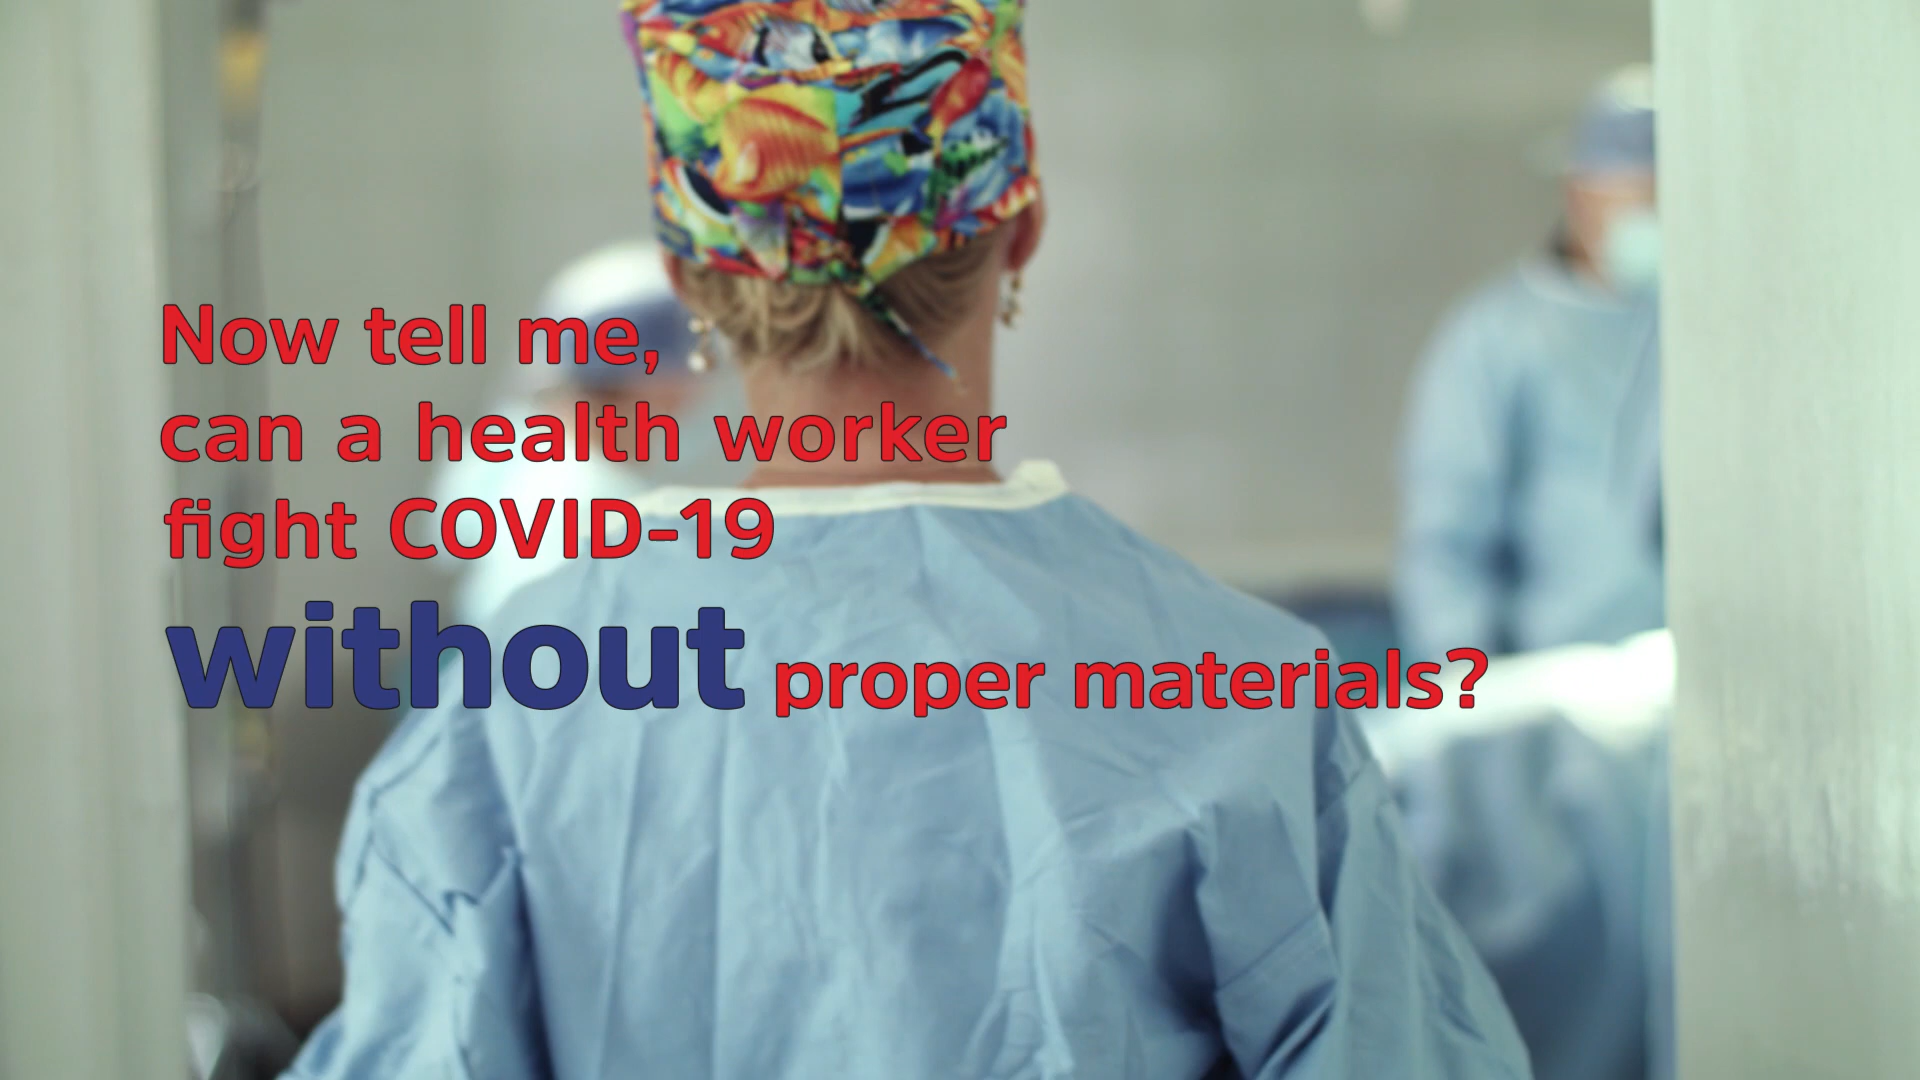 Now tell me,
can a health worker
fight COVID-19
without proper materials?